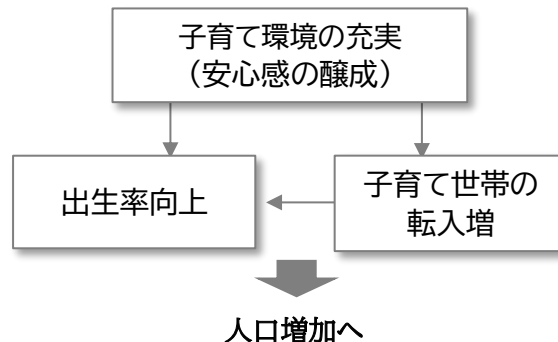 子育て環境の充実
（安心感の醸成）
出生率向上
子育て世帯の
転入増
人口増加へ